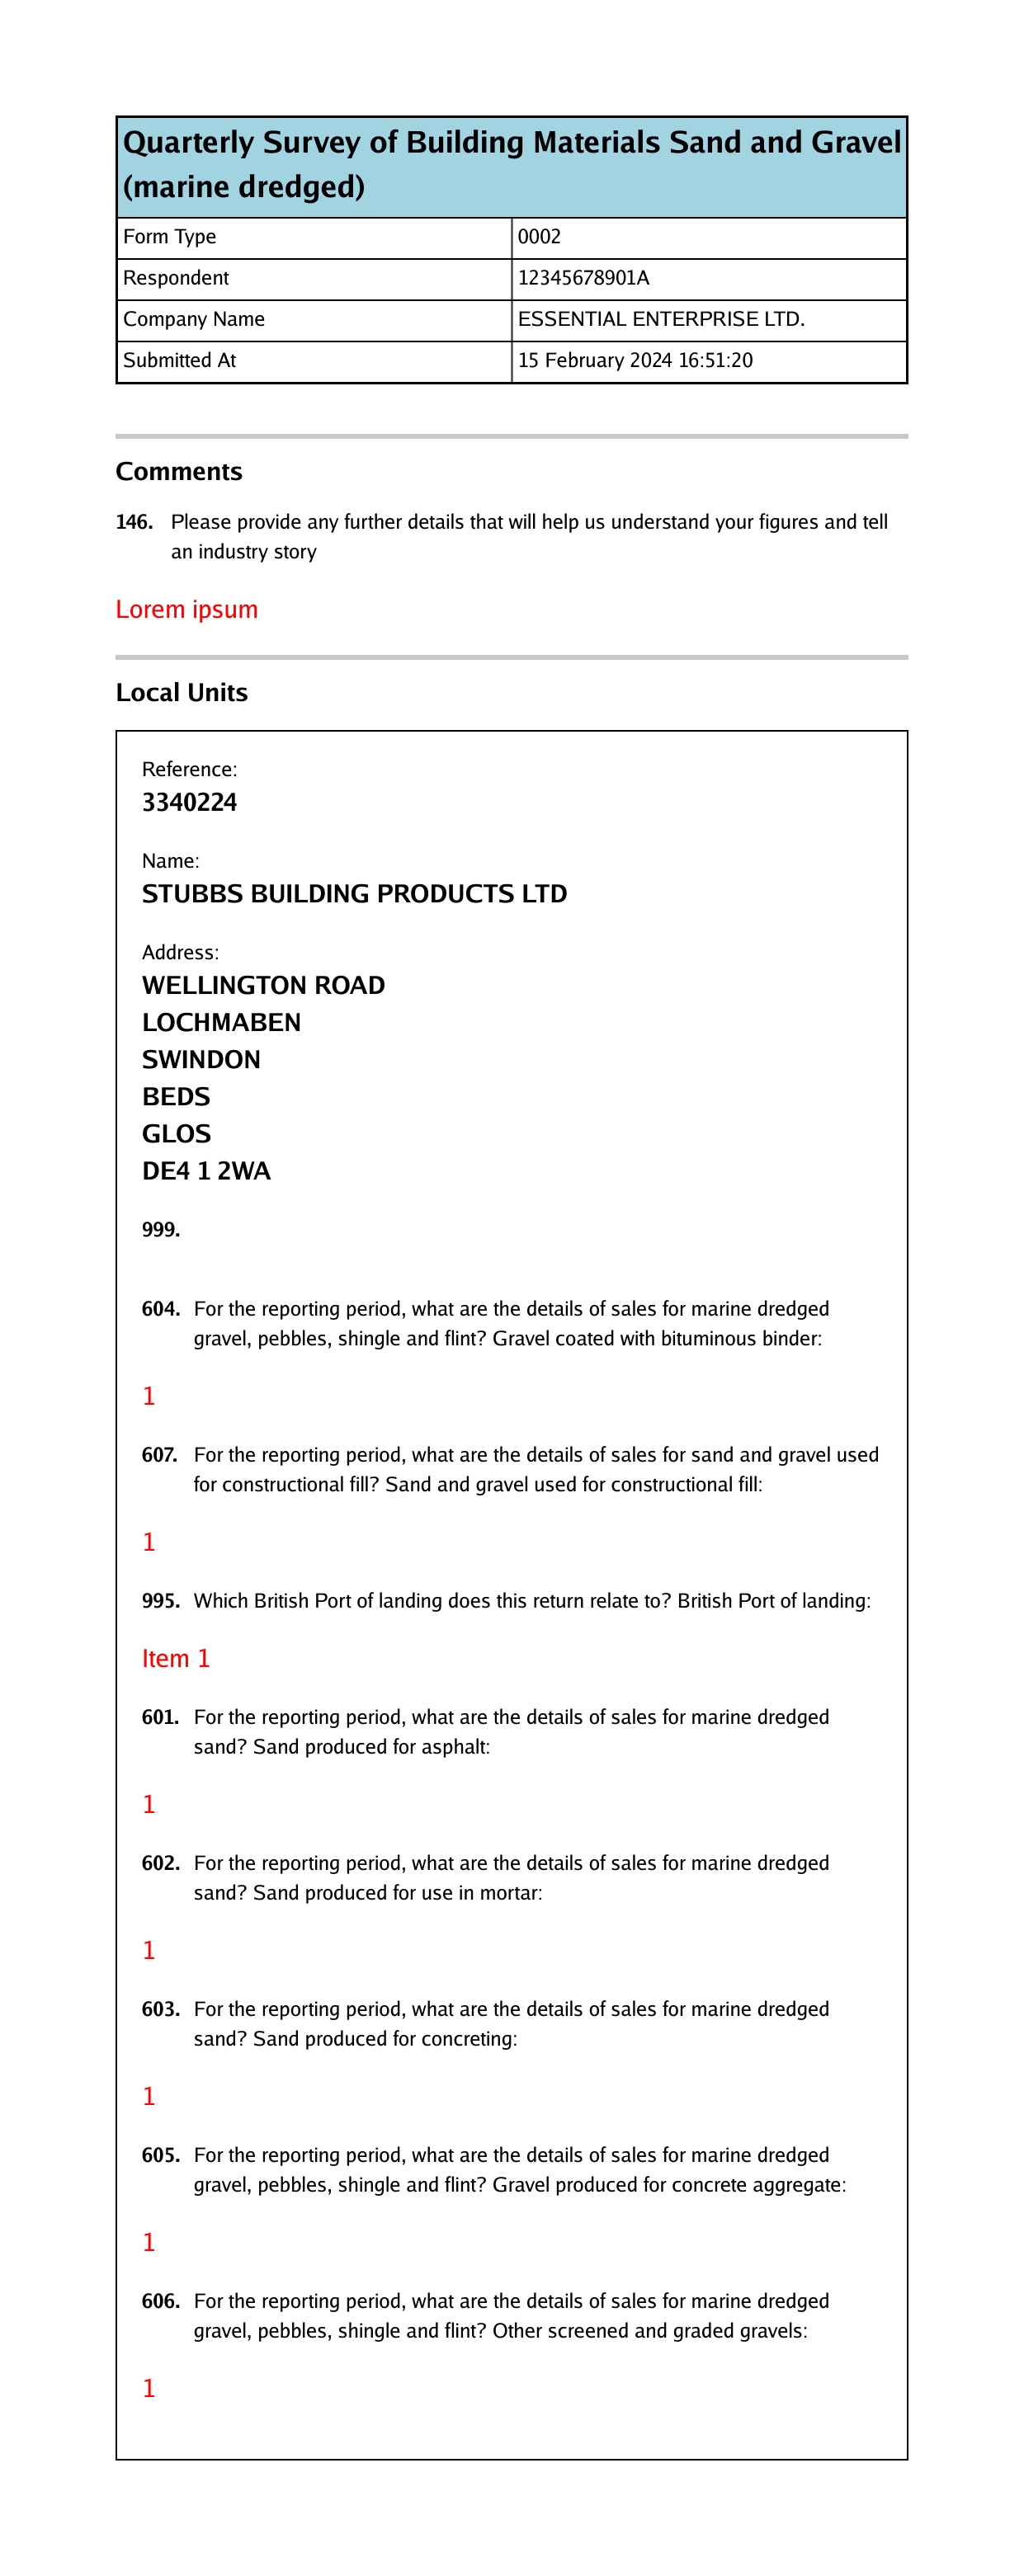 Quarterly Survey of Building Materials Sand and Gravel
(marine dredged)
Form Type 0002
Respondent 12345678901A
Company Name ESSENTIAL ENTERPRISE LTD.
Submitted At 15 February 2024 16:51:20
Comments
146. Please provide any further details that will help us understand your figures and tell
an industry story
Lorem ipsum
Local Units
Reference:
3340224
Name:
STUBBS BUILDING PRODUCTS LTD
Address:
WELLINGTON ROAD
LOCHMABEN
SWINDON
BEDS
GLOS
DE4 1 2WA
999.
604. For the reporting period, what are the details of sales for marine dredged
gravel, pebbles, shingle and flint? Gravel coated with bituminous binder:
1
607. For the reporting period, what are the details of sales for sand and gravel used
for constructional fill? Sand and gravel used for constructional fill:
1
995. Which British Port of landing does this return relate to? British Port of landing:
Item 1
601. For the reporting period, what are the details of sales for marine dredged
sand? Sand produced for asphalt:
1
602. For the reporting period, what are the details of sales for marine dredged
sand? Sand produced for use in mortar:
1
603. For the reporting period, what are the details of sales for marine dredged
sand? Sand produced for concreting:
1
605. For the reporting period, what are the details of sales for marine dredged
gravel, pebbles, shingle and flint? Gravel produced for concrete aggregate:
1
606. For the reporting period, what are the details of sales for marine dredged
gravel, pebbles, shingle and flint? Other screened and graded gravels:
1